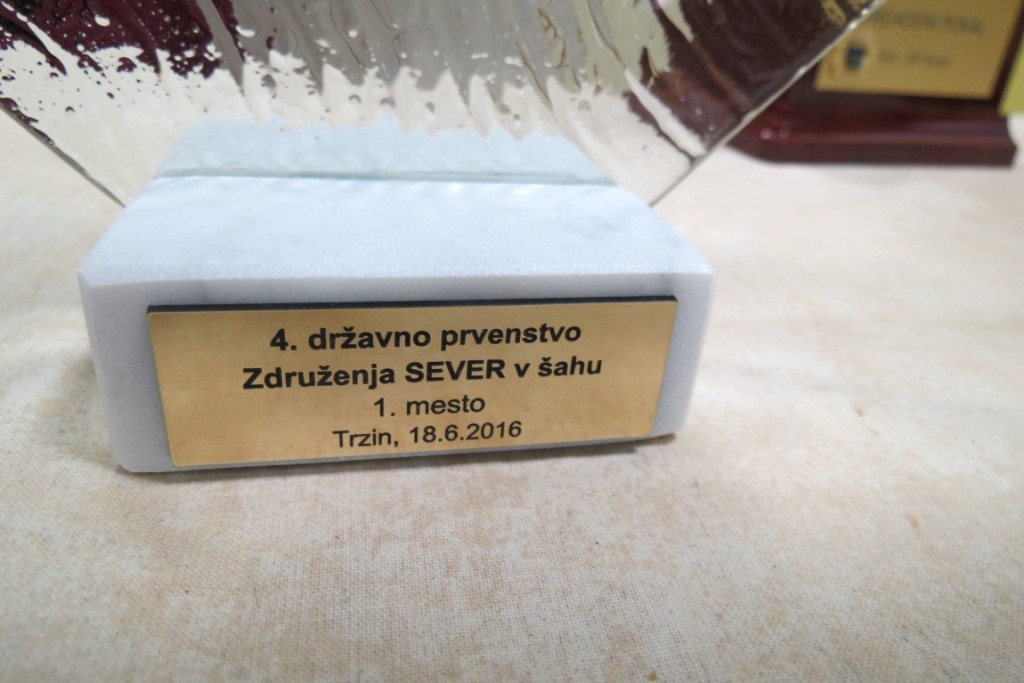 4. državno prvenstvo
Združenja SEVER v šahu
1. mesto
Trzin, 18.6.2016